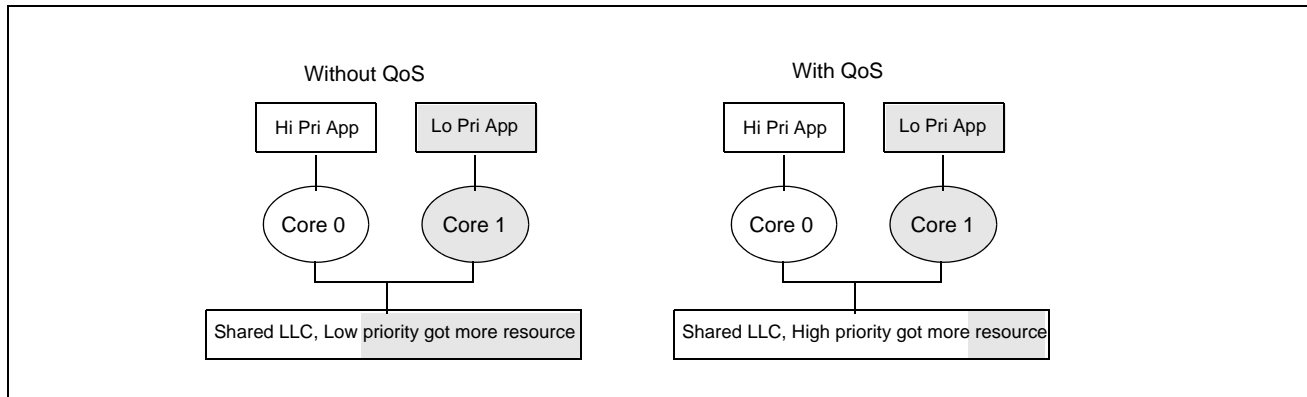 Without QoS
Hi Pri App
Lo Pri App
Core 0
Core 1
Shared LLC, Low priority got more resource
With QoS
Hi Pri App
Lo Pri App
Core 0
Core 1
Shared LLC, High priority got more resource